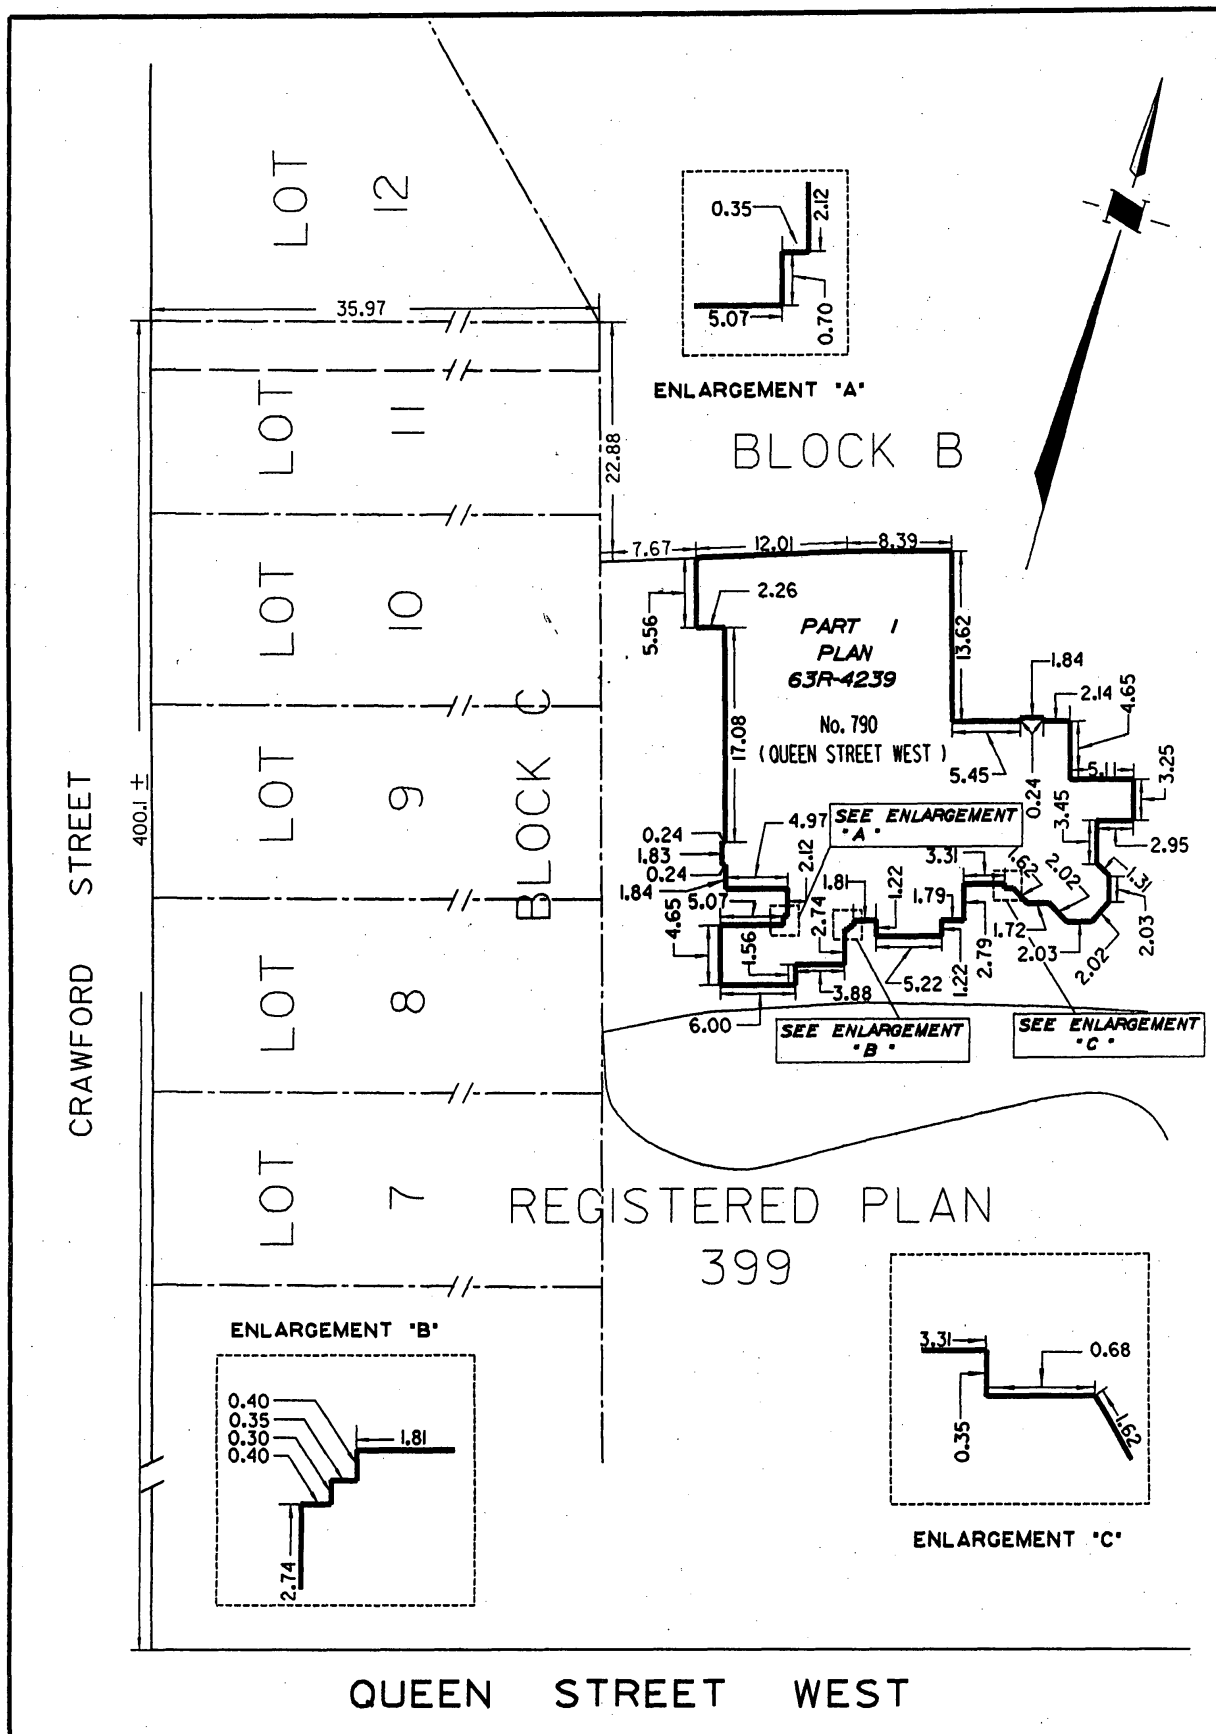 LOT 12
0.35
2.12
5.07
0.70
ENLARGEMENT "A"
35.97
LOT 11
22.88
BLOCK B
7.67
12.01
8.39
LOT 10
5.56
2.26
PART 1
PLAN
63R-4239
13.62
1.84
2.14
4.65
No. 790
(QUEEN STREET WEST)
17.08
5.45
0.24
5.11
3.25
3.45
2.95
CRAWFORD STREET
400.1 ±
LOT 9
BLOCK C
SEE ENLARGEMENT
"A"
0.24
1.83
0.24
1.84
4.97
2.12
5.07
4.65
1.56
2.74
1.81
1.22
1.79
3.31
1.62
2.02
1.31
2.03
2.02
2.03
1.72
2.79
1.22
5.22
3.88
6.00
LOT 8
SEE ENLARGEMENT
"B"
SEE ENLARGEMENT
"C"
LOT 7
REGISTERED PLAN
399
ENLARGEMENT "B"
0.40
0.35
0.30
0.40
1.81
2.74
3.31
0.68
0.35
1.62
ENLARGEMENT "C"
QUEEN STREET WEST